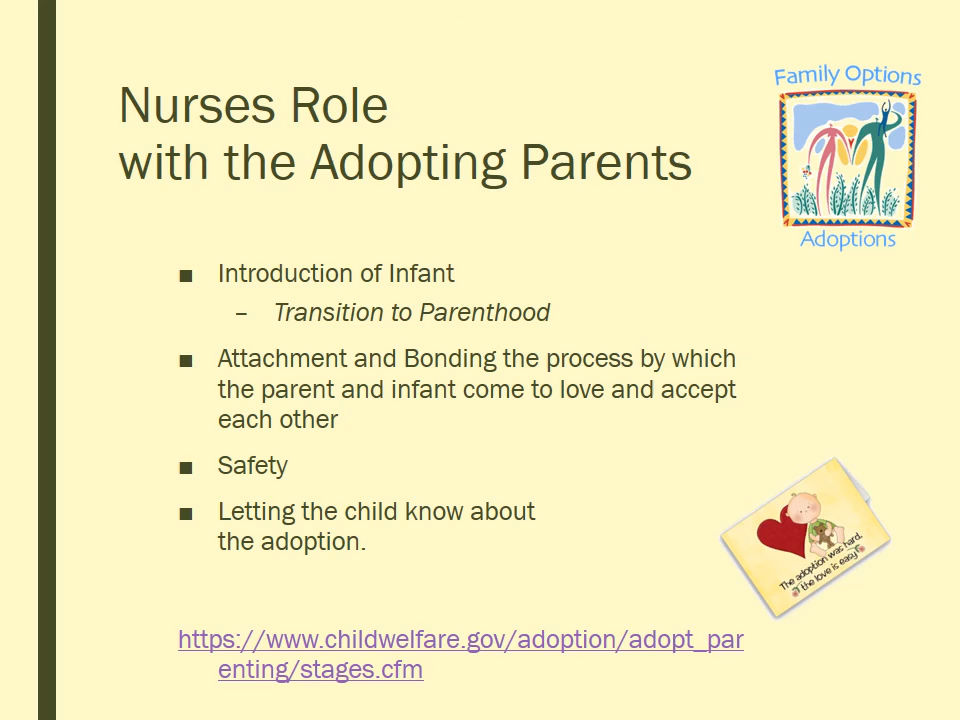 Family Options
Nurses Role
with the Adopting Parents
Adoptions
■ Introduction of Infant
– Transition to Parenthood
■ Attachment and Bonding the process by which
the parent and infant come to love and accept
each other
■ Safety
■ Letting the child know about
the adoption.
The adoption was hard,
the love is easy!
https://www.childwelfare.gov/adoption/adopt_par
enting/stages.cfm